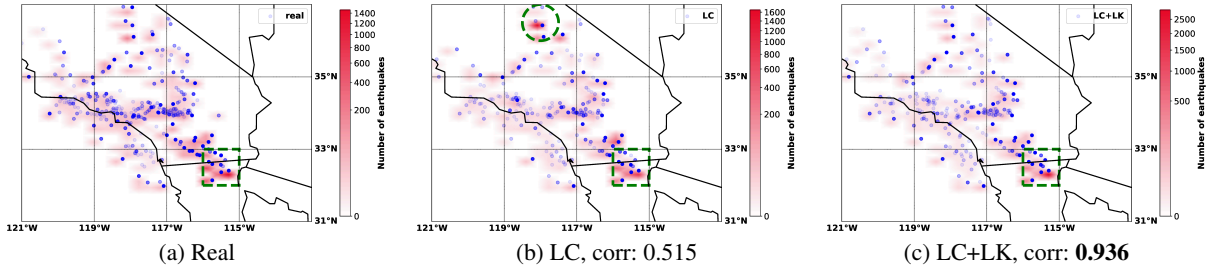 real
1400
1000
800
600
400
200
0
Number of earthquakes
35°N
33°N
31°N
121°W
119°W
117°W
115°W
(a) Real
LC
1600
1400
1000
800
600
400
200
0
Number of earthquakes
35°N
33°N
31°N
121°W
119°W
117°W
115°W
(b) LC, corr: 0.515
LC+LK
2500
2000
1500
1000
500
0
Number of earthquakes
35°N
33°N
31°N
121°W
119°W
117°W
115°W
(c) LC+LK, corr: 0.936